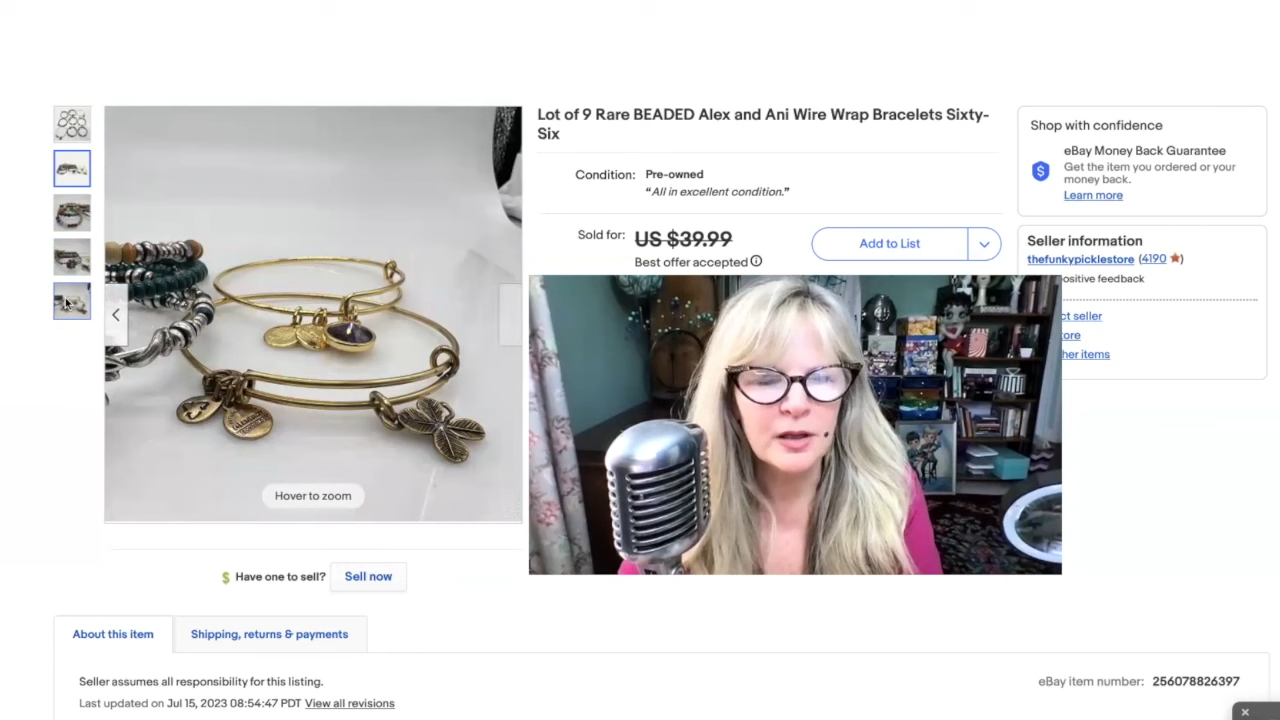 Lot of 9 Rare BEADED Alex and Ani Wire Wrap Bracelets Sixty-
Six
Condition: Pre-owned
“All in excellent condition.”
Sold for: US $39.99
Best offer accepted
Add to List
Shop with confidence
eBay Money Back Guarantee
Get the item you ordered or your
money back.
Learn more
Seller information
thefunkypicklestore (4190)
ositive feedback
ct seller
ore
her items
Hover to zoom
Have one to sell? Sell now
About this item
Shipping, returns & payments
Seller assumes all responsibility for this listing.
Last updated on Jul 15, 2023 08:54:47 PDT View all revisions
eBay item number: 256078826397